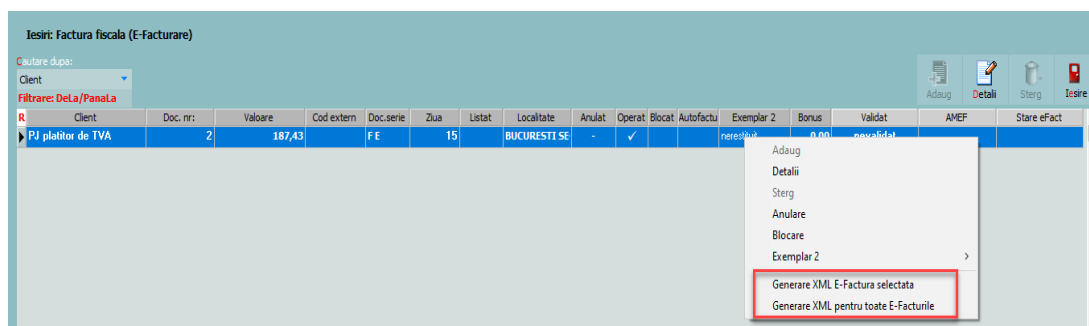 Iesiri: Factura fiscala (E-Facturare)
Cautare dupa:
Client
Filtrare: DeLa/PanaLa
Adaug Detalii Sterg Iesire
R Client Doc. nr: Valoare Cod extern Doc.serie Ziua Listat Localitate Anulat Operat Blocat Autofactu Exemplar 2 Bonus Validat AMEF Stare eFact
PJ platitor de TVA 2 187,43 F E 15 BUCURESTI SE - ✓ nerestituit 0,00 nevalidat
Adaug
Detalii
Sterg
Anulare
Blocare
Exemplar 2 >
Generare XML E-Factura selectata
Generare XML pentru toate E-Facturile